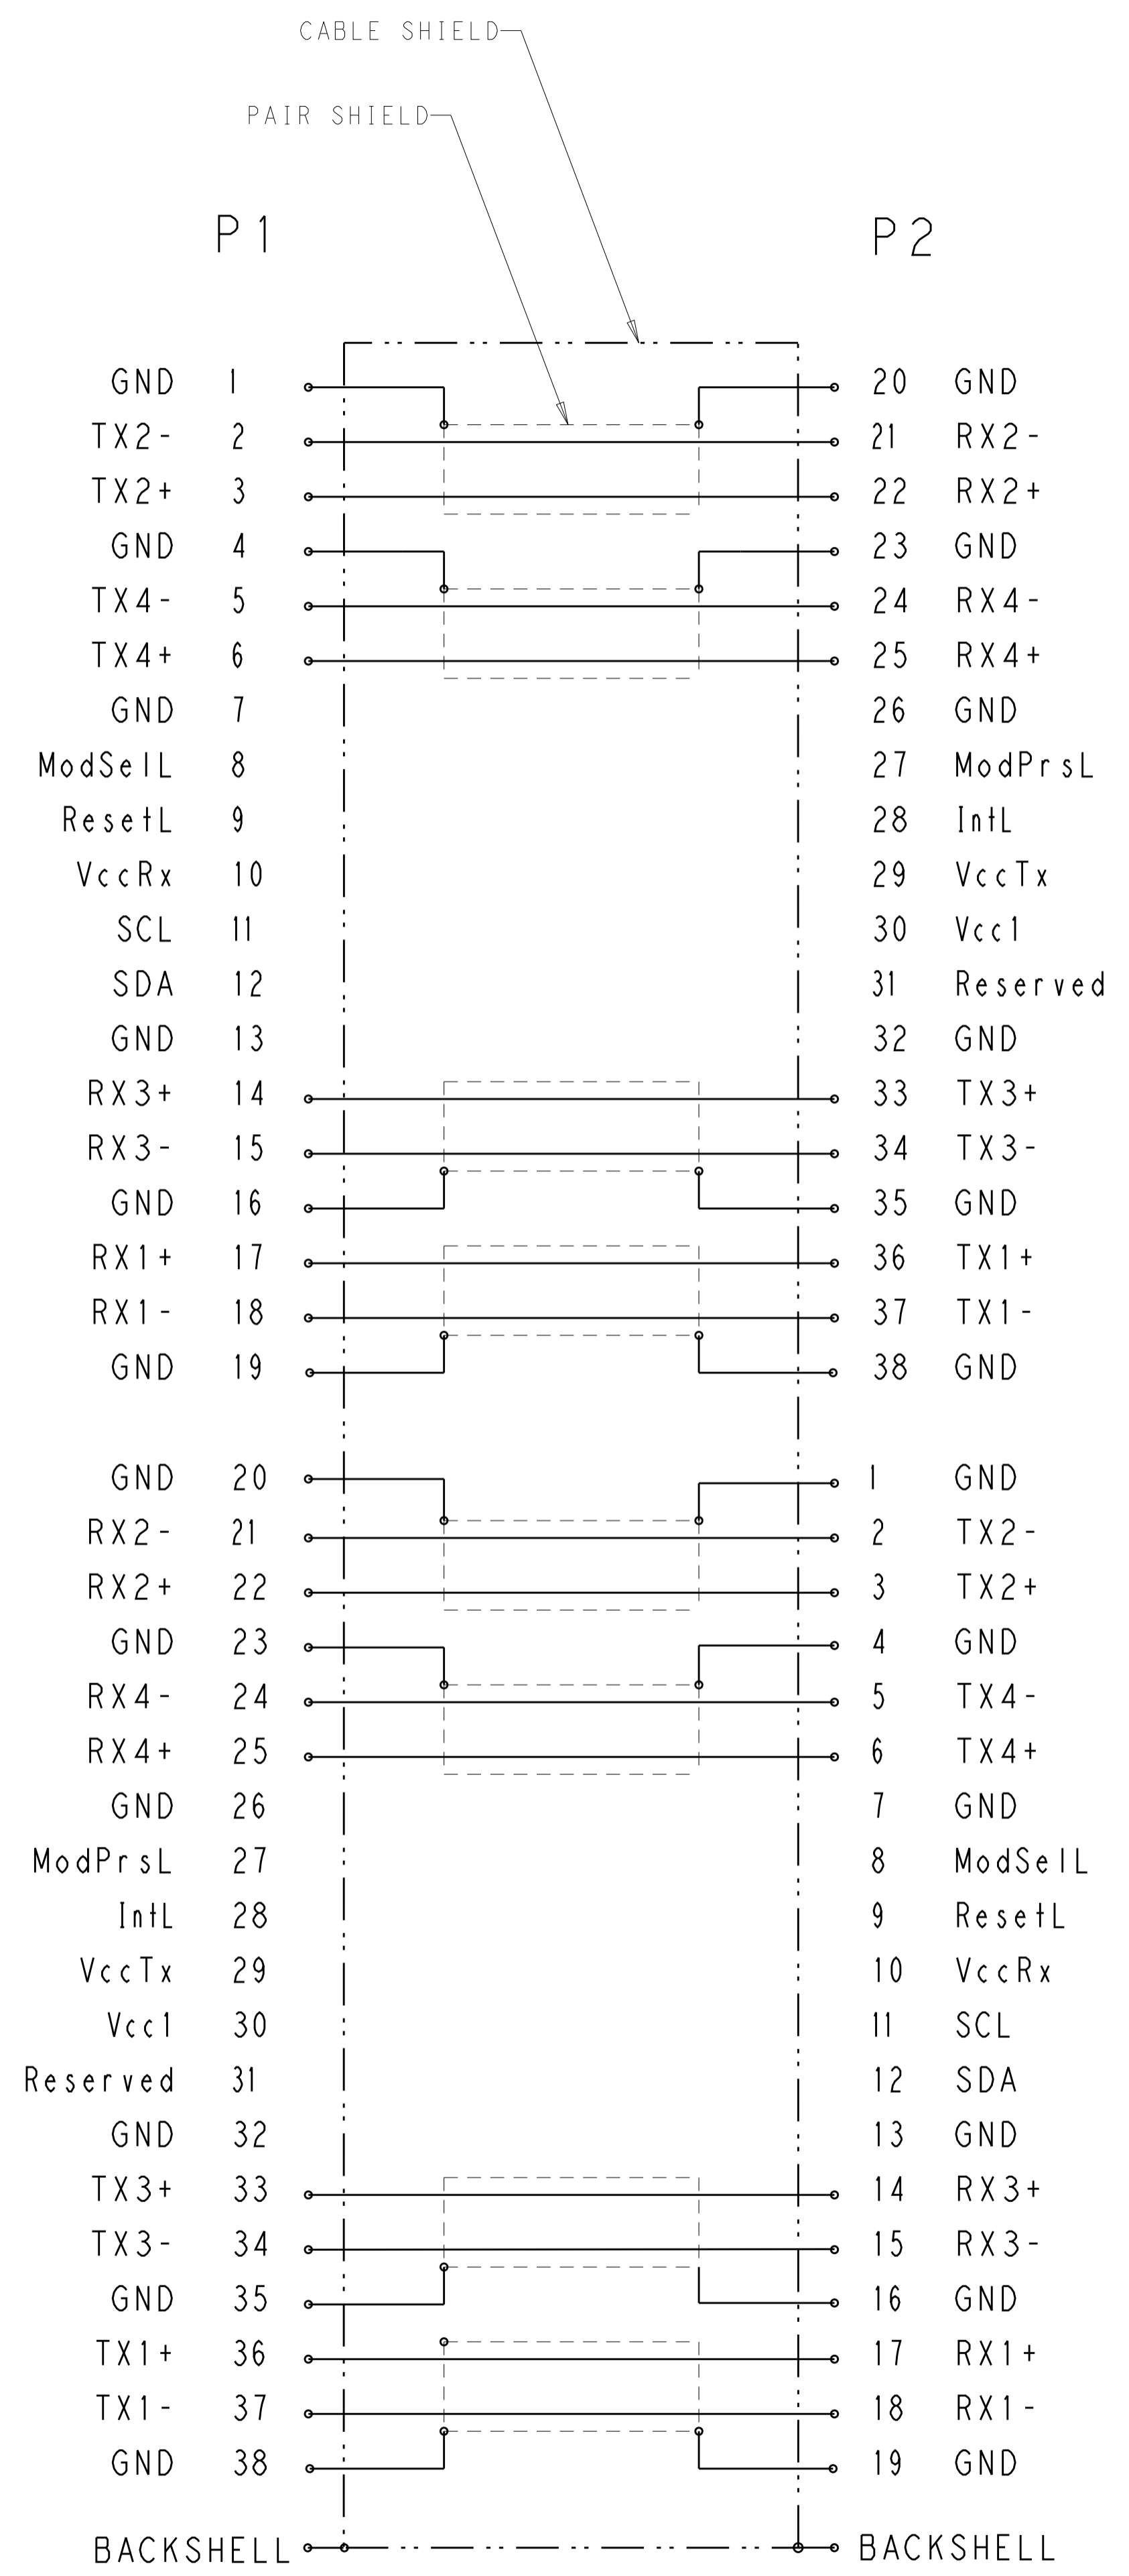 CABLE SHIELD
PAIR SHIELD
P1 P2
GND 1 20 GND
TX2- 2 21 RX2-
TX2+ 3 22 RX2+
GND 4 23 GND
TX4- 5 24 RX4-
TX4+ 6 25 RX4+
GND 7 26 GND
ModSelL 8 27 ModPrsL
ResetL 9 28 IntL
VccRx 10 29 VccTx
SCL 11 30 Vcc1
SDA 12 31 Reserved
GND 13 32 GND
RX3+ 14 33 TX3+
RX3- 15 34 TX3-
GND 16 35 GND
RX1+ 17 36 TX1+
RX1- 18 37 TX1-
GND 19 38 GND
GND 20 1 GND
RX2- 21 2 TX2-
RX2+ 22 3 TX2+
GND 23 4 GND
RX4- 24 5 TX4-
RX4+ 25 6 TX4+
GND 26 7 GND
ModPrsL 27 8 ModSelL
IntL 28 9 ResetL
VccTx 29 10 VccRx
Vcc1 30 11 SCL
Reserved 31 12 SDA
GND 32 13 GND
TX3+ 33 14 RX3+
TX3- 34 15 RX3-
GND 35 16 GND
TX1+ 36 17 RX1+
TX1- 37 18 RX1-
GND 38 19 GND
BACKSHELL BACKSHELL